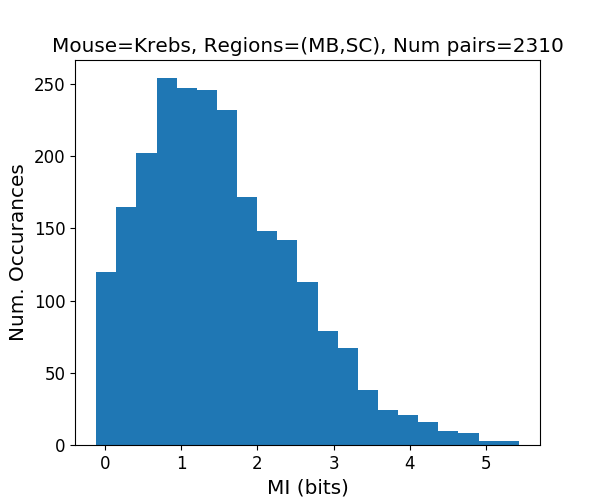 Mouse=Krebs, Regions=(MB,SC), Num pairs=2310
250
200
150
100
50
0
Num. Occurances
0 1 2 3 4 5
MI (bits)